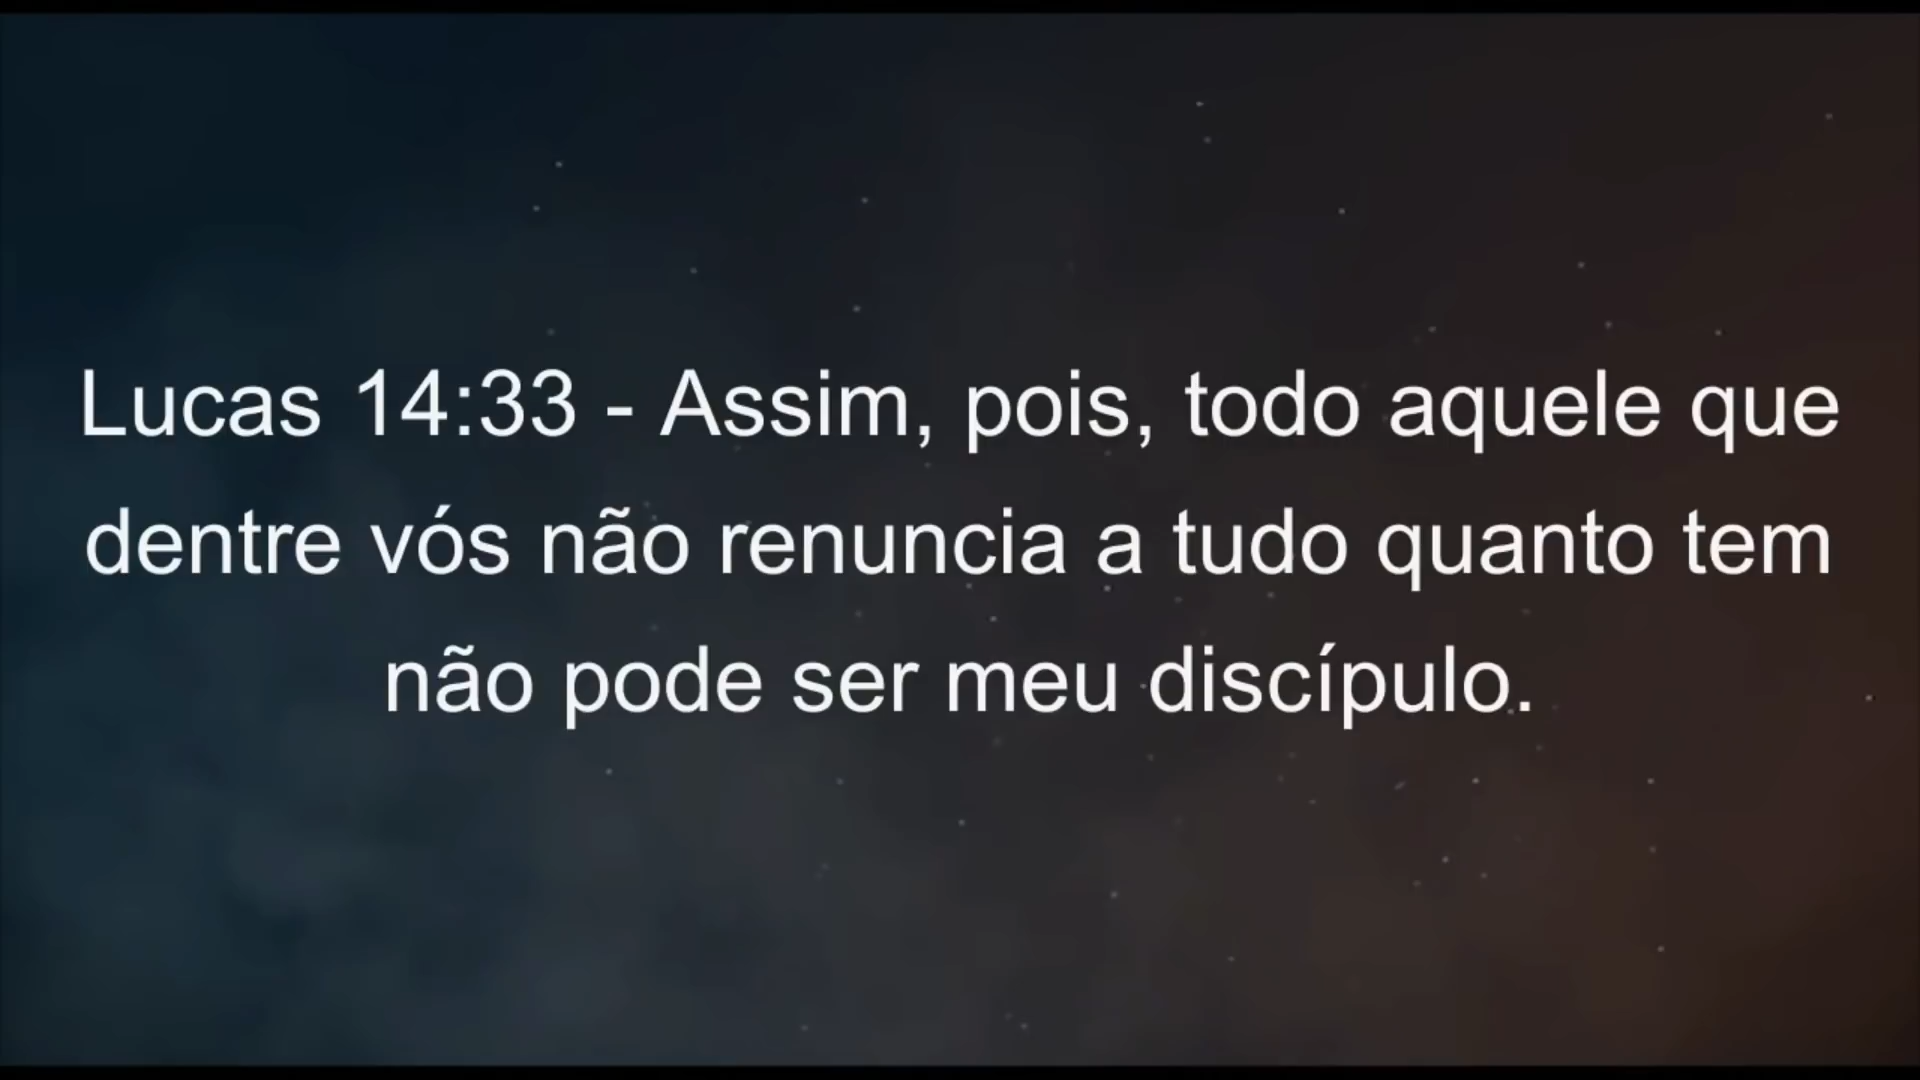 Lucas 14:33 - Assim, pois, todo aquele que
dentre vós não renuncia a tudo quanto tem
não pode ser meu discípulo.